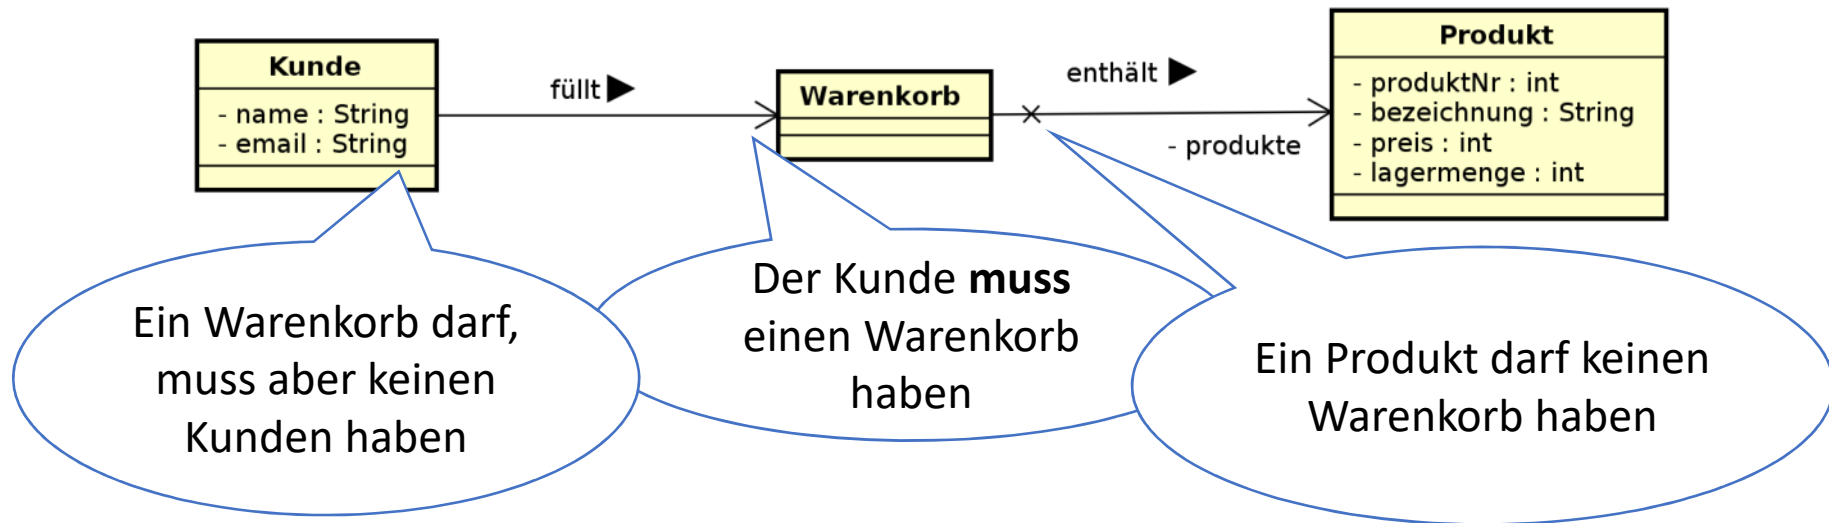 Kunde
- name : String
- email : String
füllt ▶
Warenkorb
enthält ▶
- produkte
Produkt
- produktNr : int
- bezeichnung : String
- preis : int
- lagermenge : int
Ein Warenkorb darf,
muss aber keinen
Kunden haben
Der Kunde muss
einen Warenkorb
haben
Ein Produkt darf keinen
Warenkorb haben